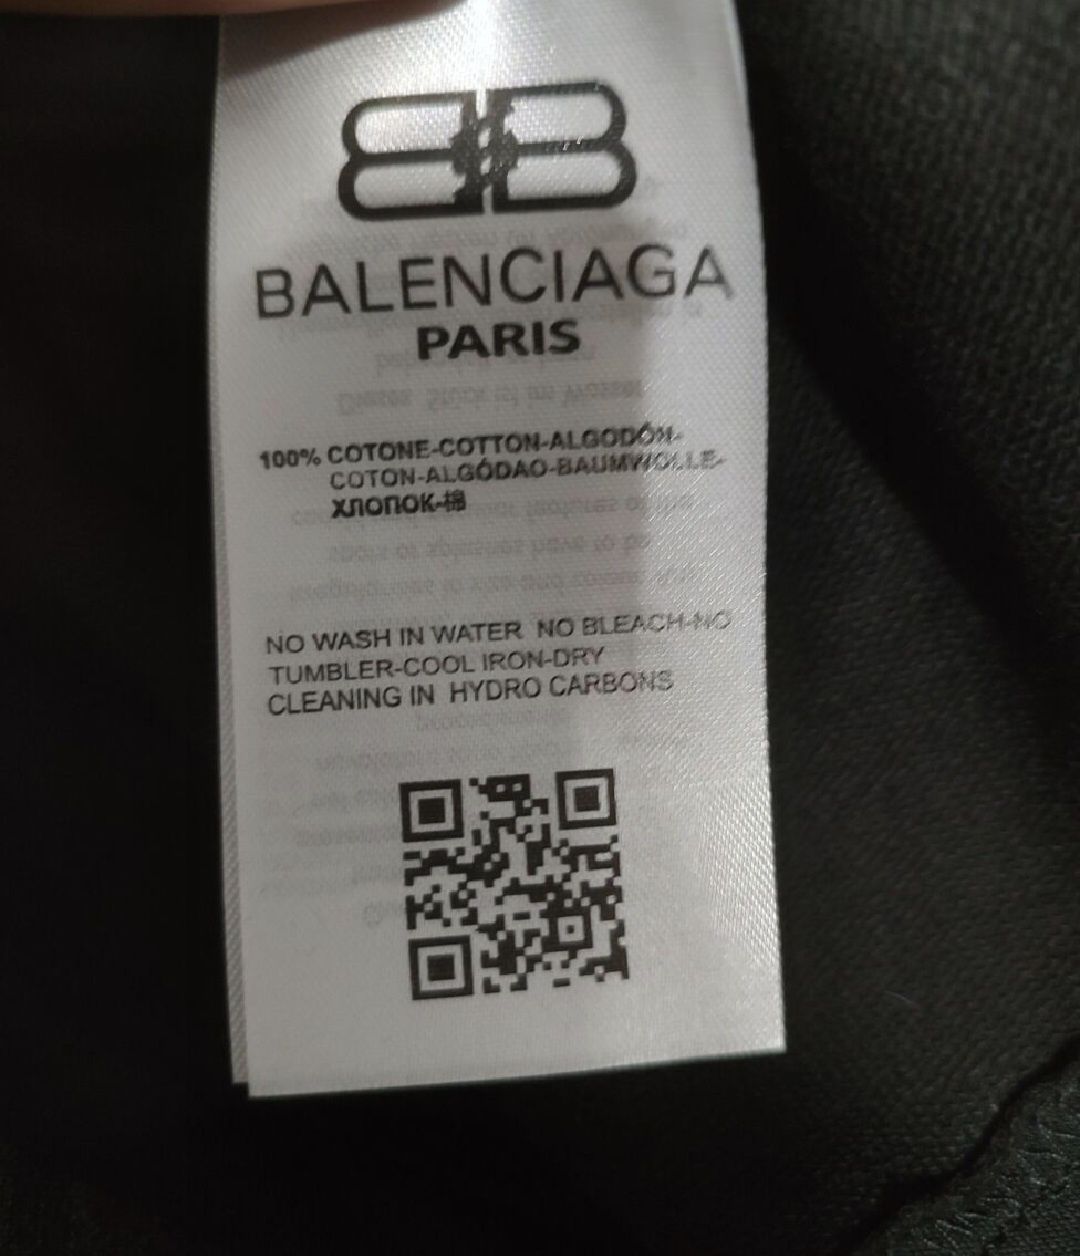 BALENCIAGA
PARIS
100% COTONE-COTTON-ALGODÓN-
COTON-ALGÓDAO-BAUMWOLLE-
ХЛОПОК-棉
NO WASH IN WATER NO BLEACH-NO
TUMBLER-COOL IRON-DRY
CLEANING IN HYDRO CARBONS